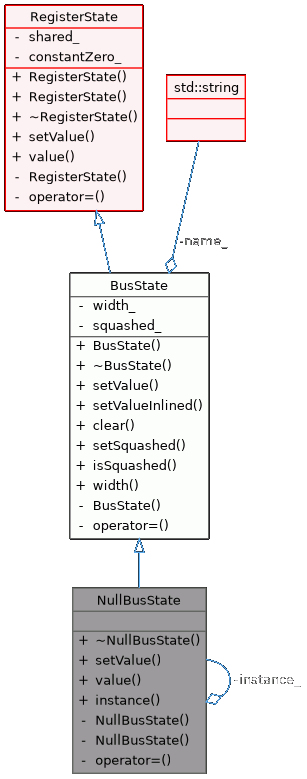 RegisterState
- shared_
- constantZero_
+ RegisterState()
+ RegisterState()
+ ~RegisterState()
+ setValue()
+ value()
- RegisterState()
- operator=()
std::string
-name_
BusState
- width_
- squashed_
+ BusState()
+ ~BusState()
+ setValue()
+ setValueInlined()
+ clear()
+ setSquashed()
+ isSquashed()
+ width()
- BusState()
- operator=()
NullBusState
+ ~NullBusState()
+ setValue()
+ value()
+ instance()
- NullBusState()
- NullBusState()
- operator=()
-instance_